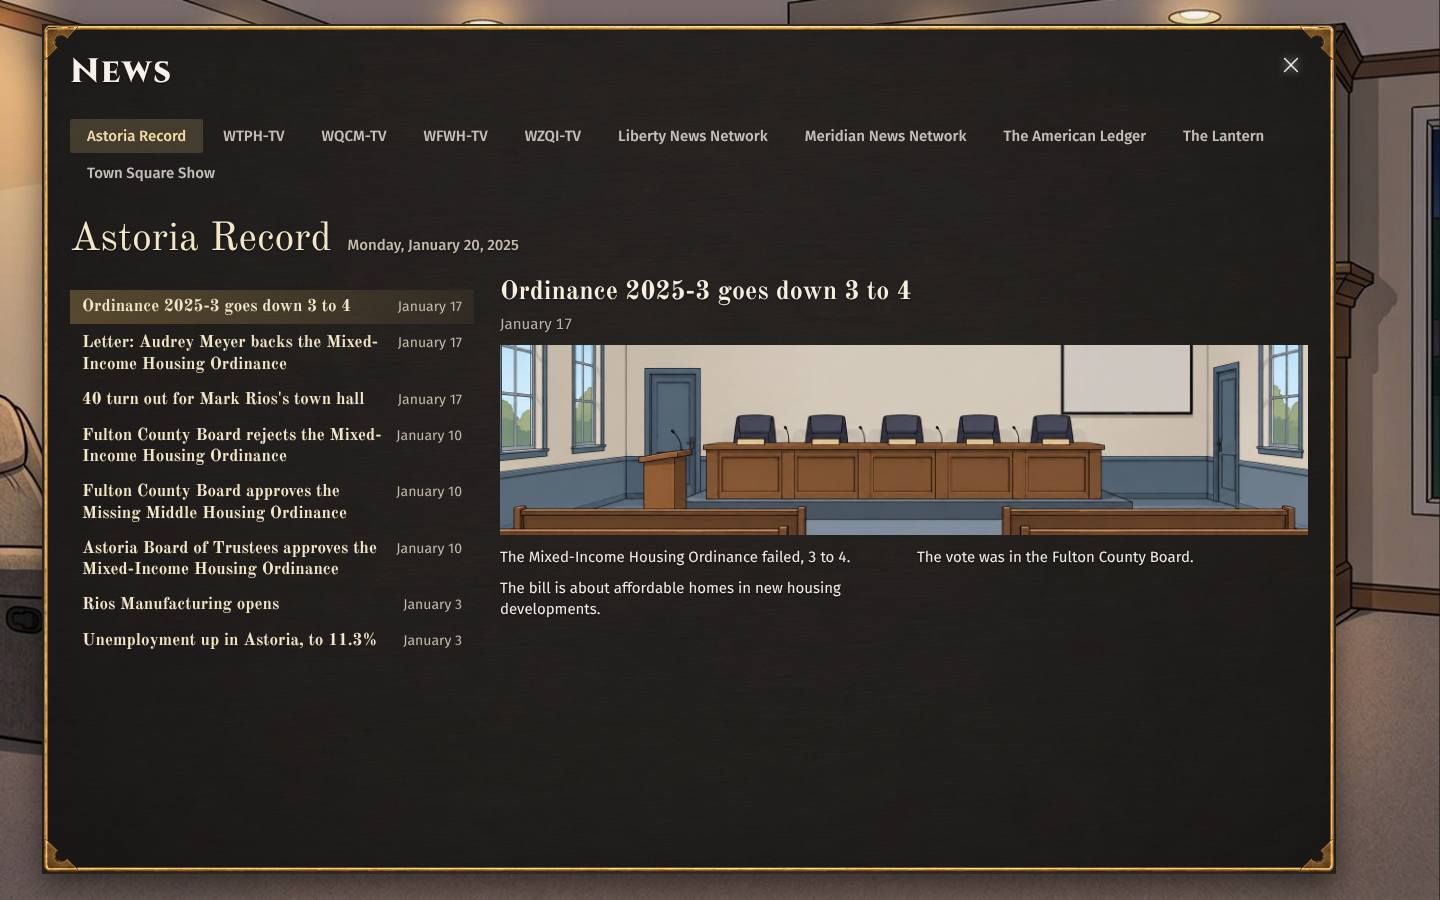 News
Astoria Record
WTPH-TV
WQCM-TV
WFWH-TV
WZQI-TV
Liberty News Network
Meridian News Network
The American Ledger
The Lantern
Town Square Show
Astoria Record
Monday, January 20, 2025
Ordinance 2025-3 goes down 3 to 4
January 17
Letter: Audrey Meyer backs the Mixed-
Income Housing Ordinance
January 17
40 turn out for Mark Rios's town hall
January 17
Fulton County Board rejects the Mixed-
Income Housing Ordinance
January 10
Fulton County Board approves the
Missing Middle Housing Ordinance
January 10
Astoria Board of Trustees approves the
Mixed-Income Housing Ordinance
January 10
Rios Manufacturing opens
January 3
Unemployment up in Astoria, to 11.3%
January 3
Ordinance 2025-3 goes down 3 to 4
January 17
The Mixed-Income Housing Ordinance failed, 3 to 4.
The bill is about affordable homes in new housing
developments.
The vote was in the Fulton County Board.